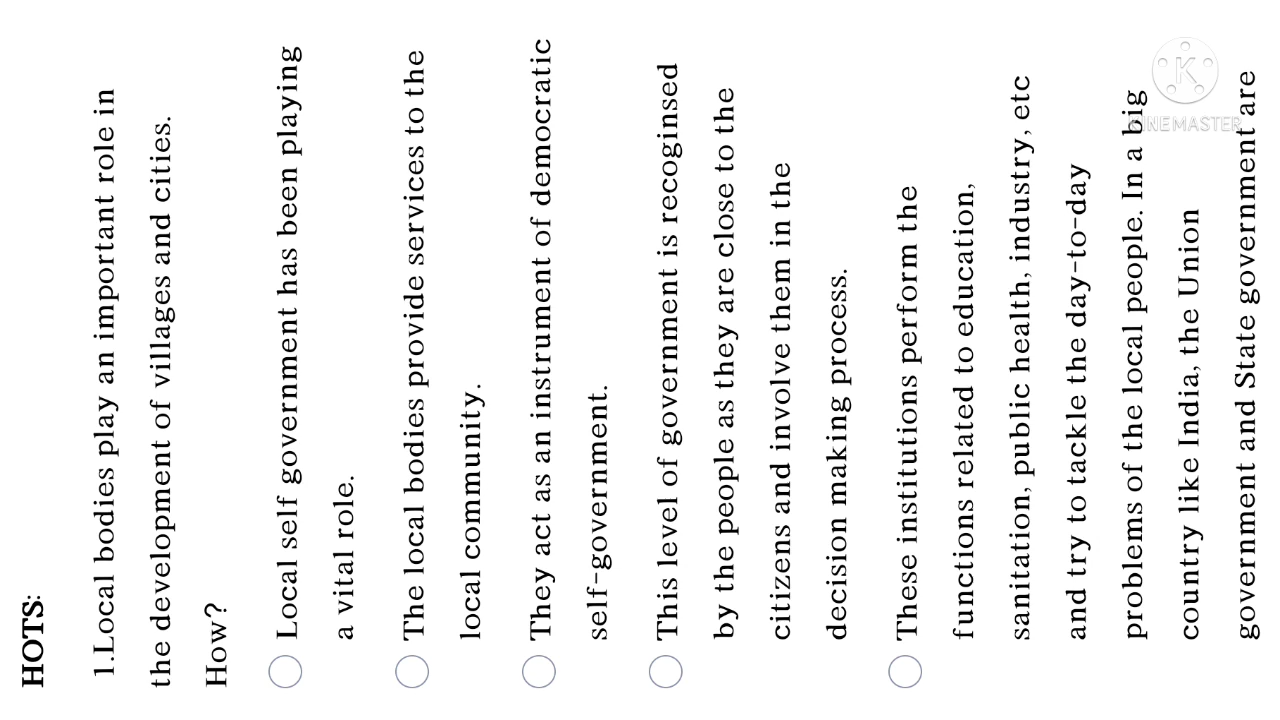 HOTS:
1.Local bodies play an important role in
the development of villages and cities.
How?
Local self government has been playing
a vital role.
The local bodies provide services to the
local community.
They act as an instrument of democratic
self-government.
This level of government is recoginsed
by the people as they are close to the
citizens and involve them in the
decision making process.
These institutions perform the
functions related to education,
sanitation, public health, industry, etc
and try to tackle the day-to-day
problems of the local people. In a big
country like India, the Union
government and State government are
K
KINEMASTER